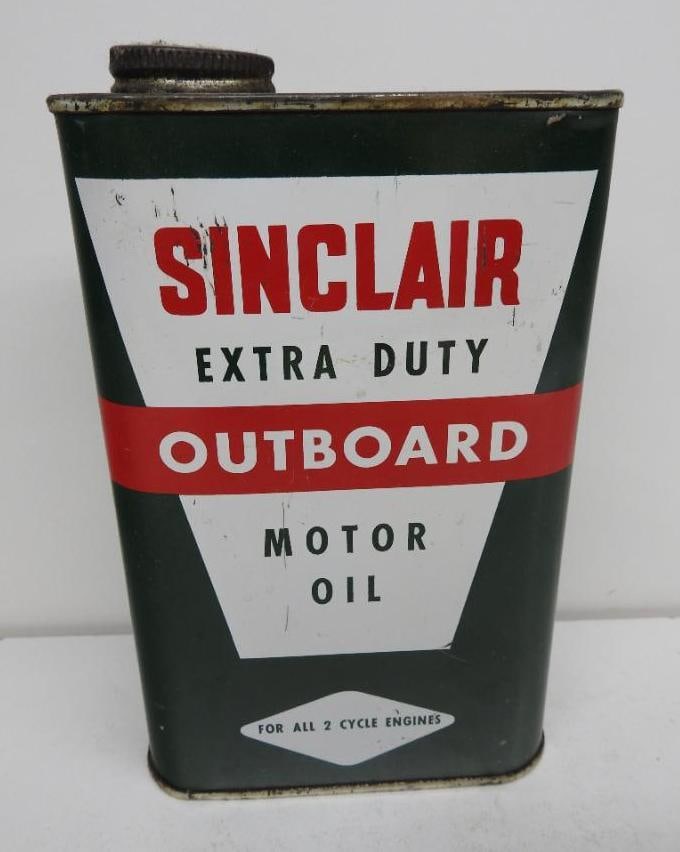 SINCLAIR
EXTRA DUTY
OUTBOARD
MOTOR
OIL
FOR ALL 2 CYCLE ENGINES